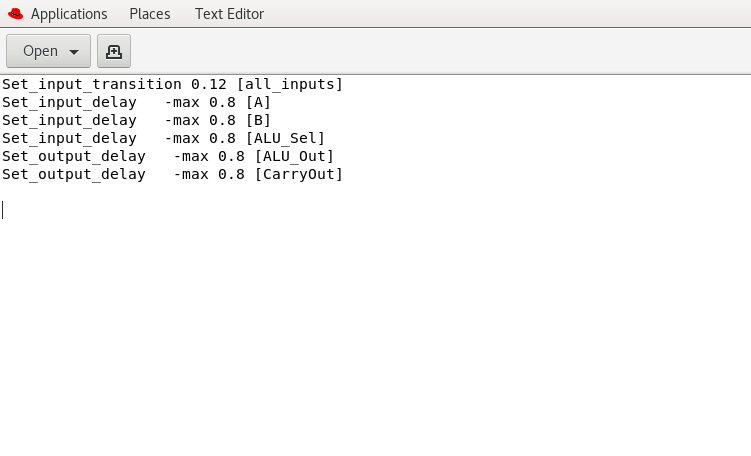 Applications Places Text Editor
Open
Set_input_transition 0.12 [all_inputs]
Set_input_delay   -max 0.8 [A]
Set_input_delay   -max 0.8 [B]
Set_input_delay   -max 0.8 [ALU_Sel]
Set_output_delay   -max 0.8 [ALU_Out]
Set_output_delay   -max 0.8 [CarryOut]